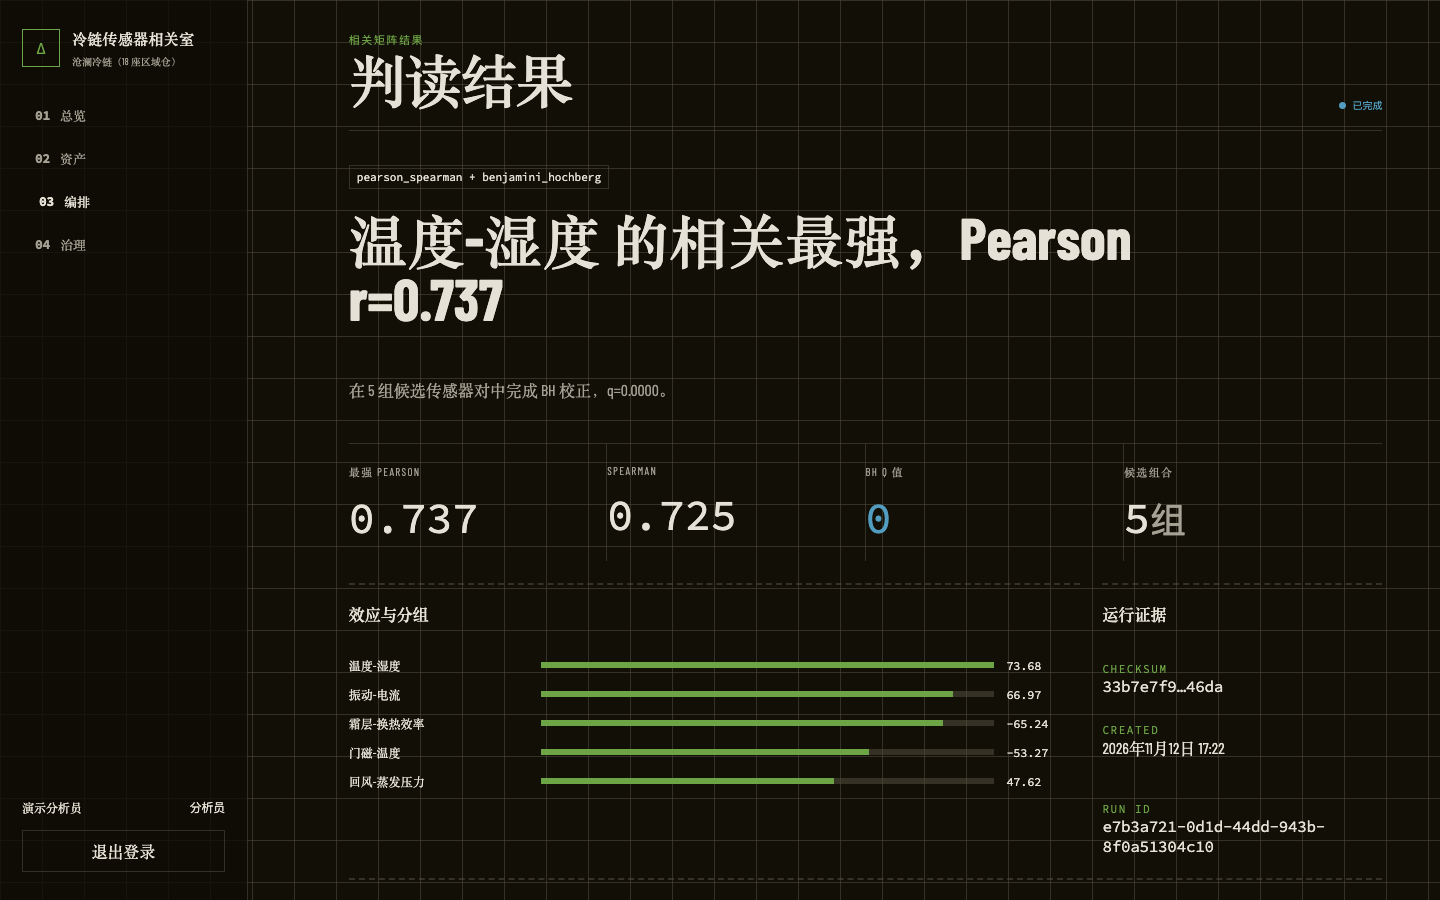 Δ
冷链传感器相关室
沧澜冷链（18 座区域仓）
01 总览
02 资产
03 编排
04 治理
演示分析员 分析员
退出登录
相关矩阵结果
判读结果
已完成
pearson_spearman + benjamini_hochberg
温度-湿度 的相关最强，Pearson
r=0.737
在 5 组候选传感器对中完成 BH 校正，q=0.0000。
最强 PEARSON
0.737
SPEARMAN
0.725
BH Q 值
0
候选组合
5组
效应与分组
温度-湿度 73.68
振动-电流 66.97
霜层-换热效率 -65.24
门磁-温度 -53.27
回风-蒸发压力 47.62
运行证据
CHECKSUM
33b7e7f9…46da
CREATED
2026年11月12日 17:22
RUN ID
e7b3a721-0d1d-44dd-943b-
8f0a51304c10